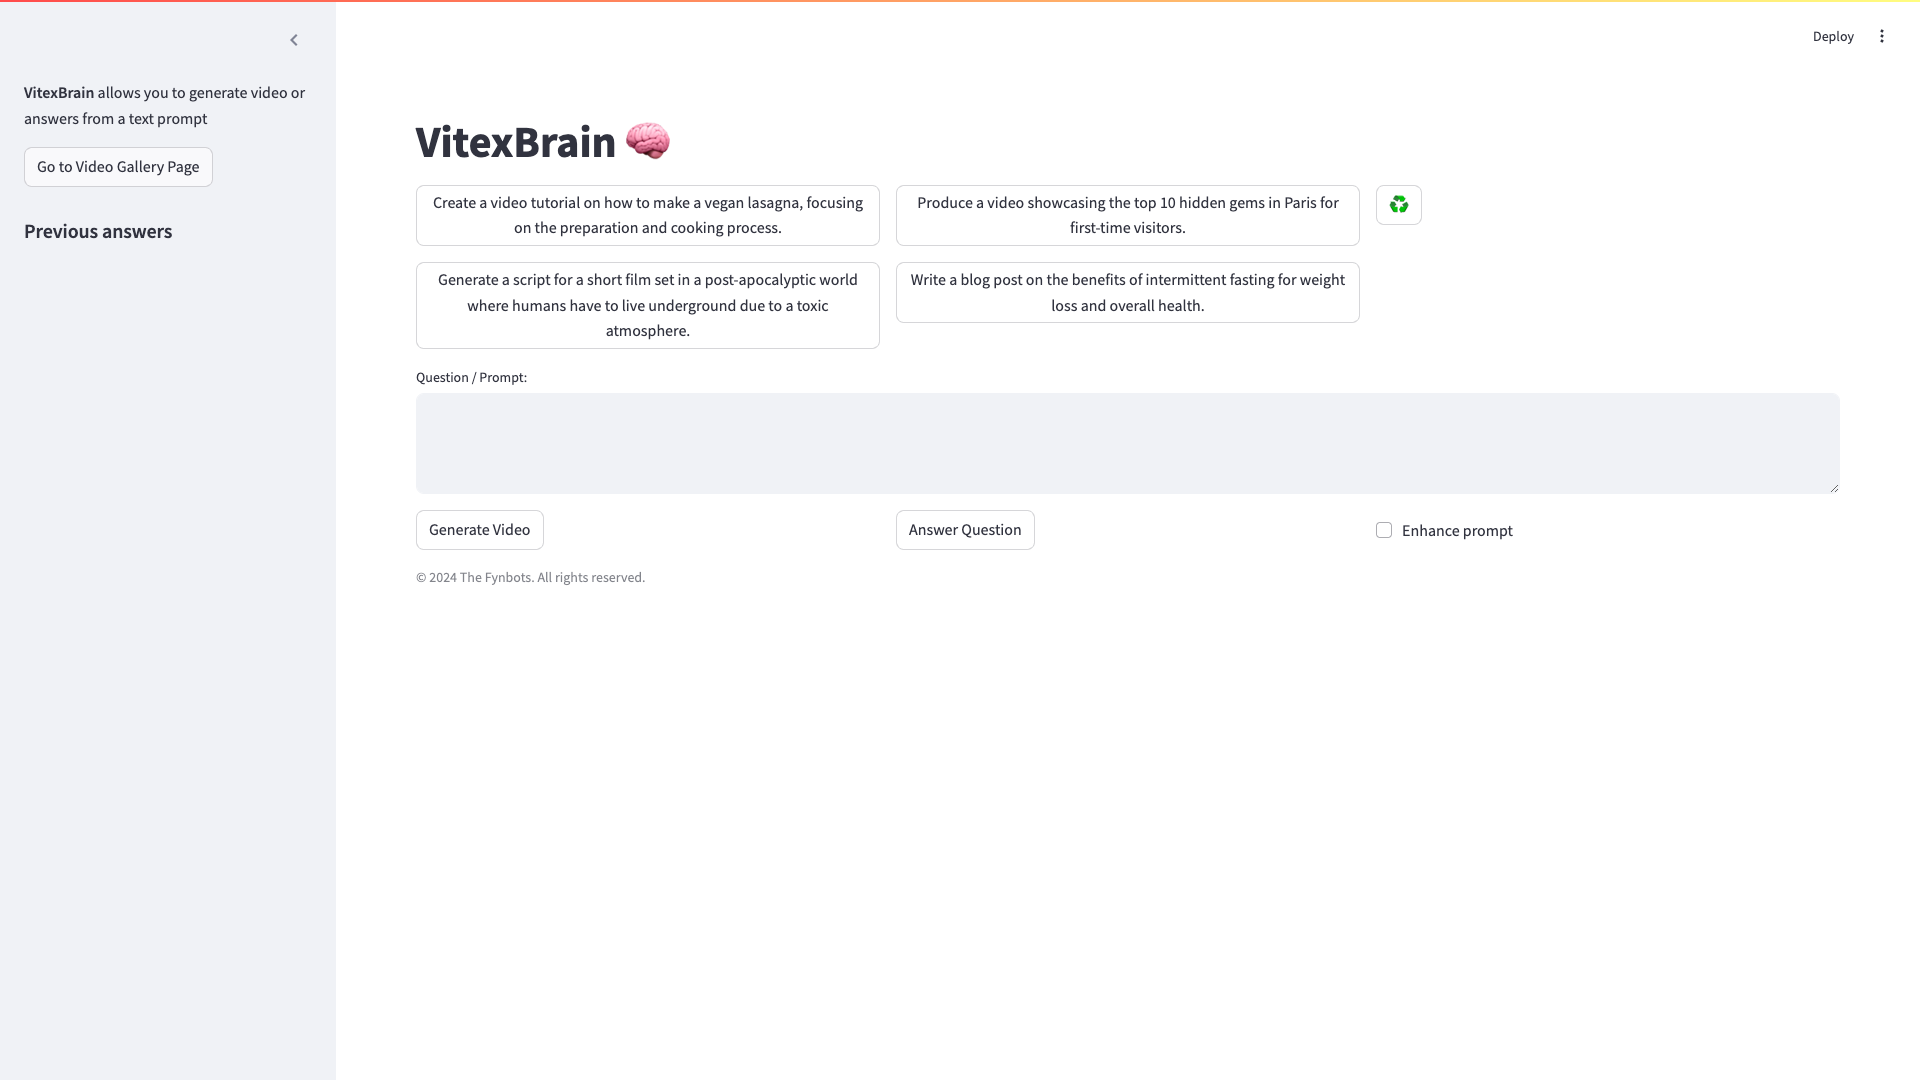 VitexBrain allows you to generate video or
answers from a text prompt
Go to Video Gallery Page
Previous answers
Deploy
VitexBrain
Create a video tutorial on how to make a vegan lasagna, focusing
on the preparation and cooking process.
Produce a video showcasing the top 10 hidden gems in Paris for
first-time visitors.
Generate a script for a short film set in a post-apocalyptic world
where humans have to live underground due to a toxic
atmosphere.
Write a blog post on the benefits of intermittent fasting for weight
loss and overall health.
Question / Prompt:
Generate Video
Answer Question
Enhance prompt
© 2024 The Fynbots. All rights reserved.